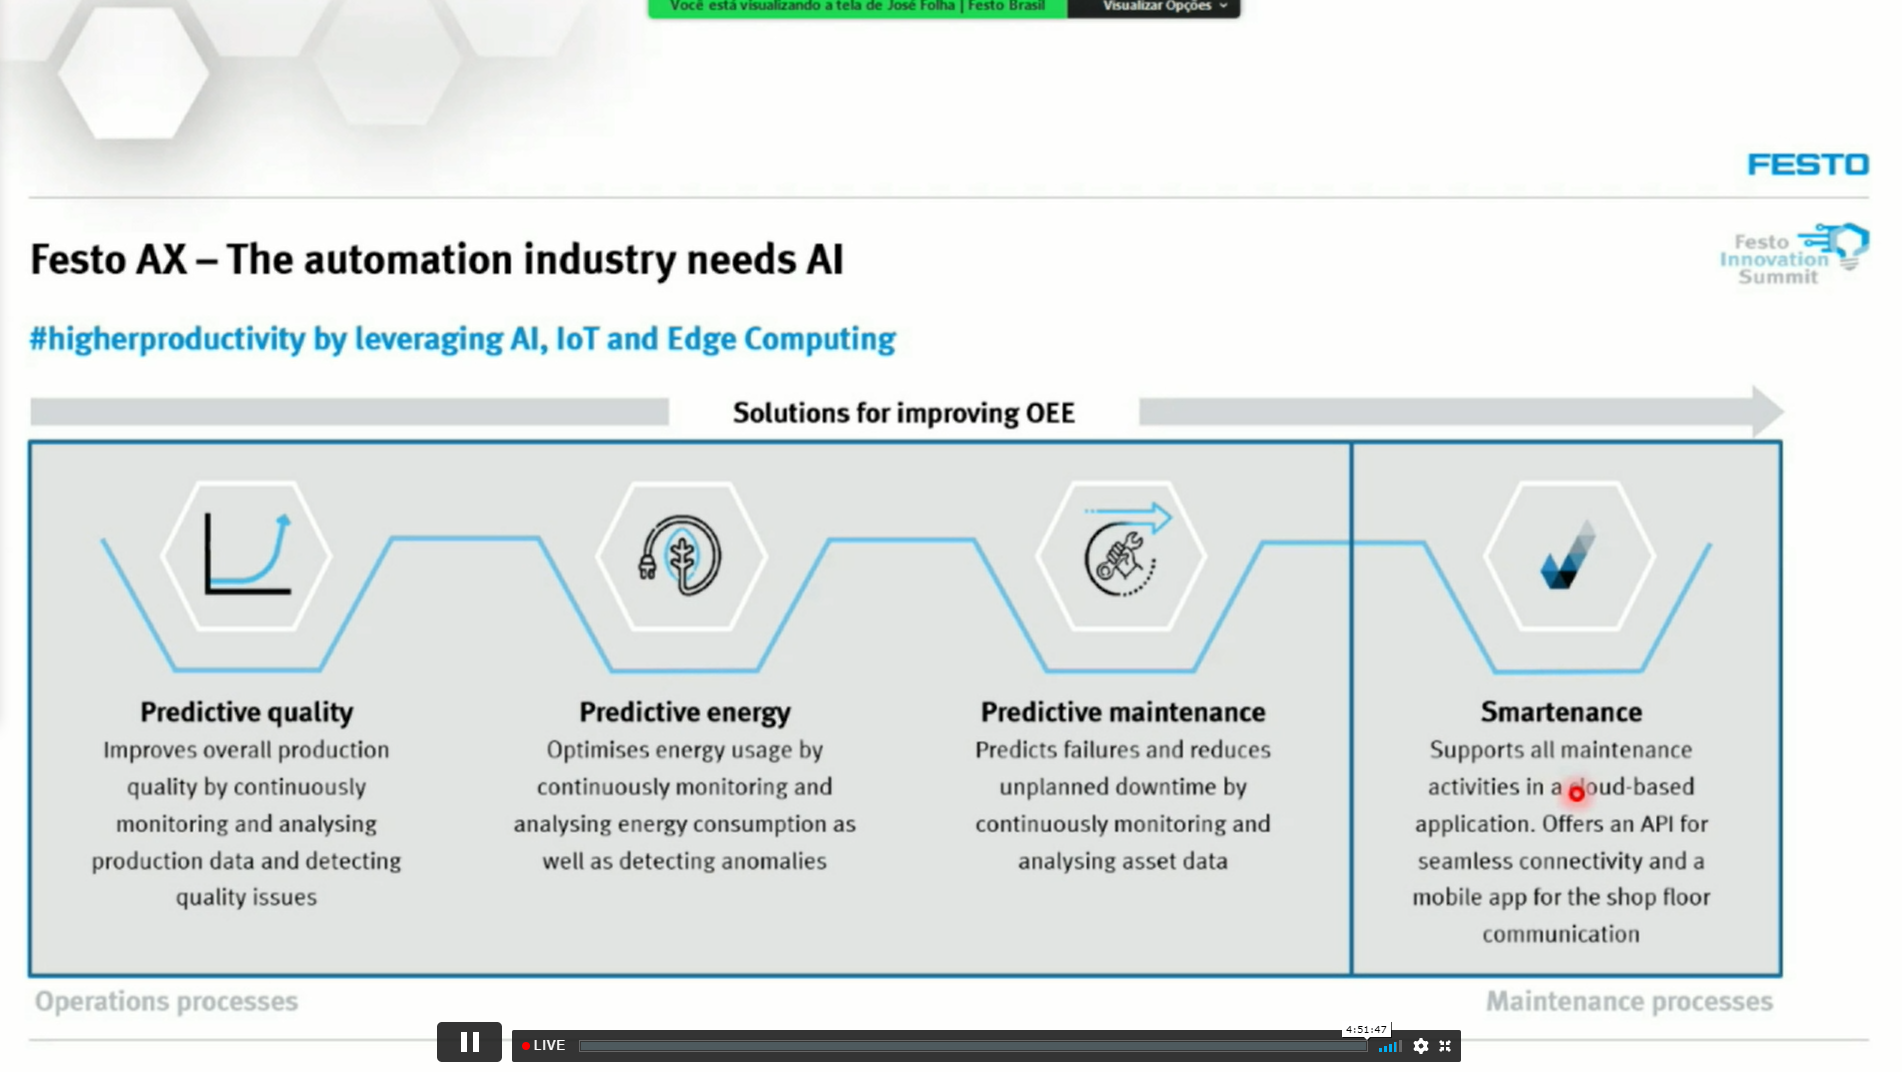 Você está visualizando a tela de José Folha | Festo Brasil
Visualizar Opções
FESTO
Festo AX – The automation industry needs AI
Festo
Innovation
Summit
#higherproductivity by leveraging AI, IoT and Edge Computing
Solutions for improving OEE
Predictive quality
Improves overall production
quality by continuously
monitoring and analysing
production data and detecting
quality issues
Predictive energy
Optimises energy usage by
continuously monitoring and
analysing energy consumption as
well as detecting anomalies
Predictive maintenance
Predicts failures and reduces
unplanned downtime by
continuously monitoring and
analysing asset data
Smartenance
Supports all maintenance
activities in a cloud-based
application. Offers an API for
seamless connectivity and a
mobile app for the shop floor
communication
Operations processes
Maintenance processes
LIVE
4:51:47